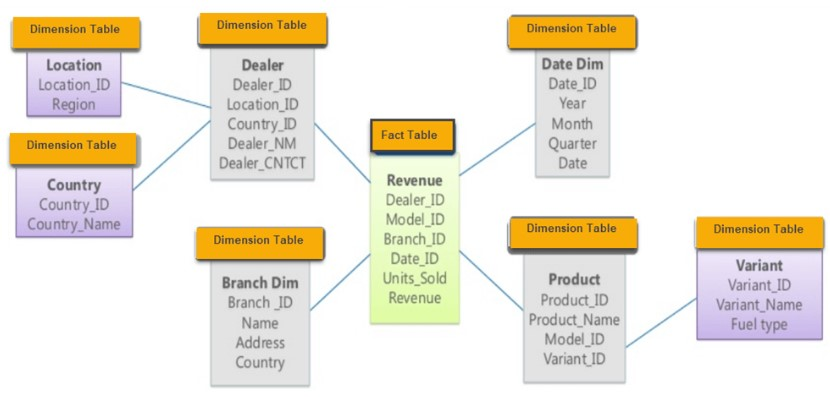 Dimension Table
Location
Location_ID
Region
Dimension Table
Country
Country_ID
Country_Name
Dimension Table
Dealer
Dealer_ID
Location_ID
Country_ID
Dealer_NM
Dealer_CNTCT
Dimension Table
Branch Dim
Branch _ID
Name
Address
Country
Fact Table
Revenue
Dealer_ID
Model_ID
Branch_ID
Date_ID
Units_Sold
Revenue
Dimension Table
Date Dim
Date_ID
Year
Month
Quarter
Date
Dimension Table
Product
Product_ID
Product_Name
Model_ID
Variant_ID
Dimension Table
Variant
Variant_ID
Variant_Name
Fuel type